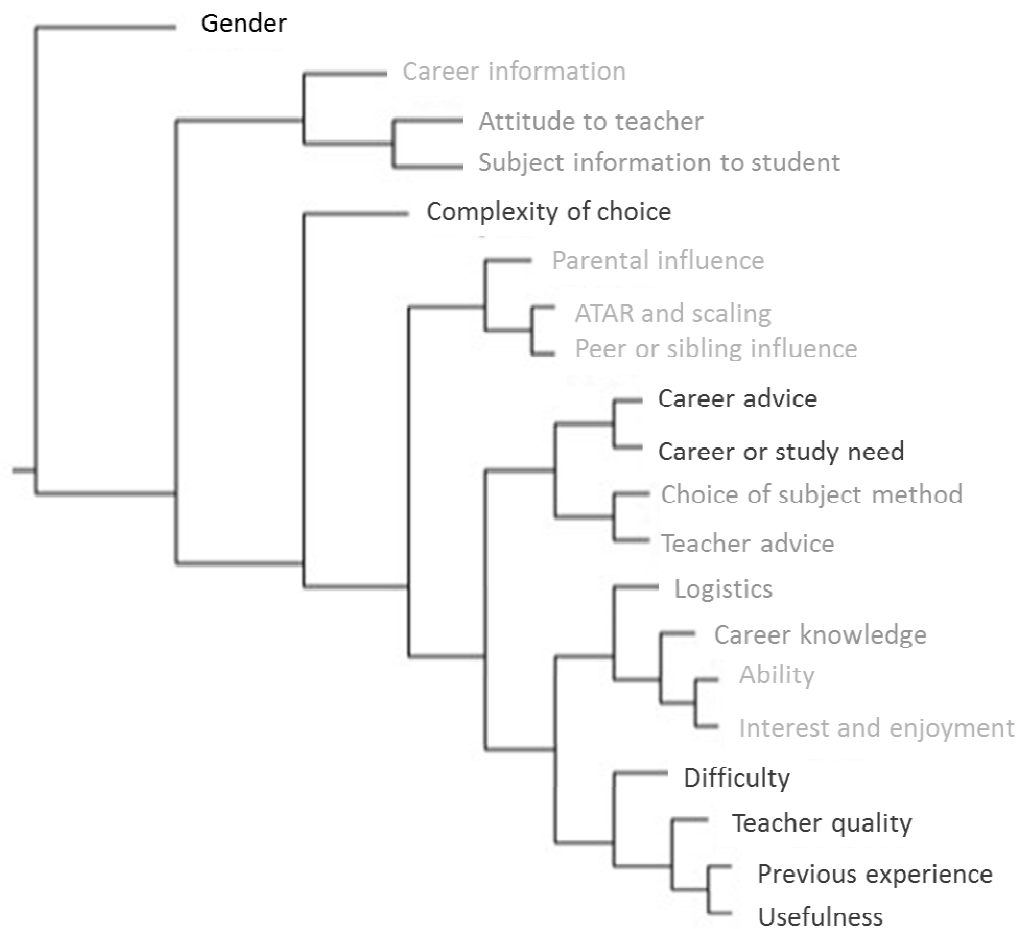 Gender
Career information
Attitude to teacher
Subject information to student
Complexity of choice
Parental influence
ATAR and scaling
Peer or sibling influence
Career advice
Career or study need
Choice of subject method
Teacher advice
Logistics
Career knowledge
Ability
Interest and enjoyment
Difficulty
Teacher quality
Previous experience
Usefulness